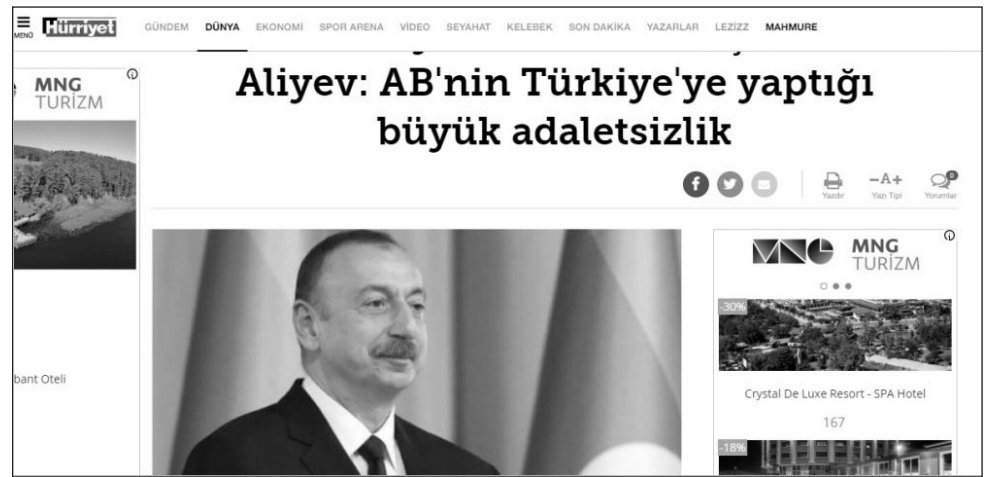 MENÜ
Hürriyet
GÜNDEM DÜNYA EKONOMİ SPOR ARENA VİDEO SEYAHAT KELEBEK SON DAKİKA YAZARLAR LEZİZZ MAHMURE
Aliyev: AB'nin Türkiye'ye yaptığı
büyük adaletsizlik
MNG
TURİZM
bant Oteli
Yazdır
-A+
Yazı Tipi
0
Yorumlar
MNG
TURİZM
-30%
Crystal De Luxe Resort - SPA Hotel
167
-18%